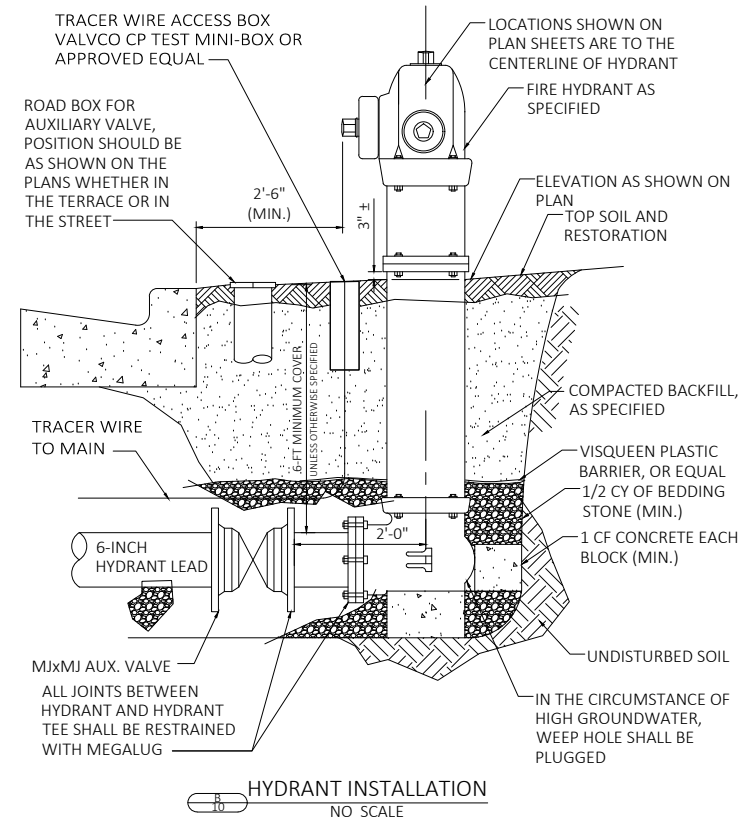 TRACER WIRE ACCESS BOX
VALVCO CP TEST MINI-BOX OR
APPROVED EQUAL
LOCATIONS SHOWN ON
PLAN SHEETS ARE TO THE
CENTERLINE OF HYDRANT
FIRE HYDRANT AS
SPECIFIED
ROAD BOX FOR
AUXILIARY VALVE,
POSITION SHOULD BE
AS SHOWN ON THE
PLANS WHETHER IN
THE TERRACE OR IN
THE STREET
2'-6"
(MIN.)
3" ±
ELEVATION AS SHOWN ON
PLAN
TOP SOIL AND
RESTORATION
6-FT MINIMUM COVER
UNLESS OTHERWISE SPECIFIED
COMPACTED BACKFILL,
AS SPECIFIED
TRACER WIRE
TO MAIN
VISQUEEN PLASTIC
BARRIER, OR EQUAL
1/2 CY OF BEDDING
STONE (MIN.)
1 CF CONCRETE EACH
BLOCK (MIN.)
2'-0"
6-INCH
HYDRANT LEAD
UNDISTURBED SOIL
MJxMJ AUX. VALVE
ALL JOINTS BETWEEN
HYDRANT AND HYDRANT
TEE SHALL BE RESTRAINED
WITH MEGALUG
IN THE CIRCUMSTANCE OF
HIGH GROUNDWATER,
WEEP HOLE SHALL BE
PLUGGED
B
10
HYDRANT INSTALLATION
NO SCALE